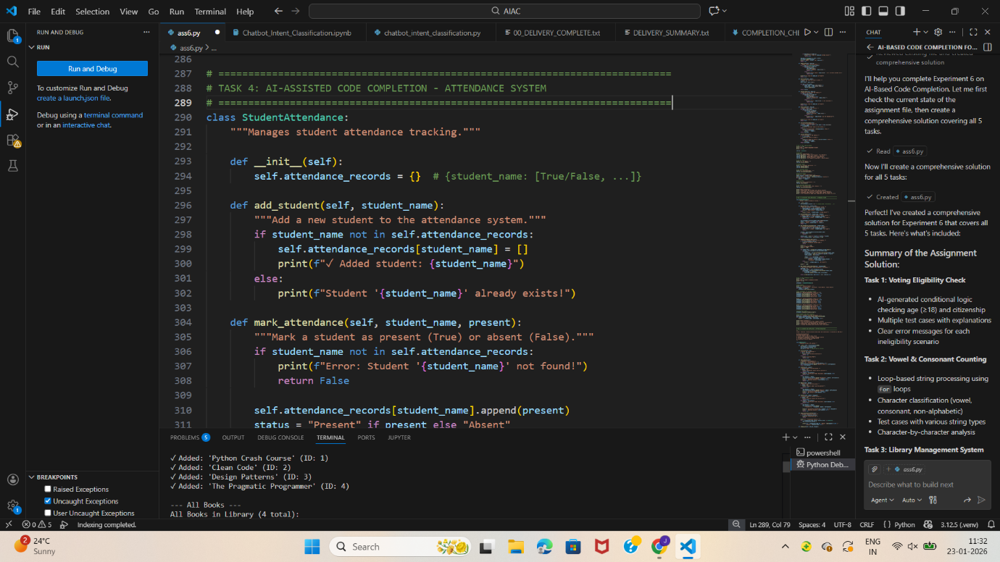 File Edit Selection View Go Run Terminal Help
AIAC
RUN AND DEBUG
RUN
Run and Debug
To customize Run and Debug
create a launch.json file.
Debug using a terminal command
or in an interactive chat.
BREAKPOINTS
Raised Exceptions
Uncaught Exceptions
User Uncaught Exceptions
ass6.py
Chatbot_Intent_Classification.ipynb
chatbot_intent_classification.py
00_DELIVERY_COMPLETE.txt
DELIVERY_SUMMARY.txt
COMPLETION_CHE
ass6.py > ...
286
287 # ============================================================================
288 # TASK 4: AI-ASSISTED CODE COMPLETION - ATTENDANCE SYSTEM
289 # ============================================================================
290 class StudentAttendance:
291 """Manages student attendance tracking."""
292
293 def __init__(self):
294 self.attendance_records = {} # {student_name: [True/False, ...]}
295
296 def add_student(self, student_name):
297 """Add a new student to the attendance system."""
298 if student_name not in self.attendance_records:
299 self.attendance_records[student_name] = []
300 print(f"✓ Added student: {student_name}")
301 else:
302 print(f"Student '{student_name}' already exists!")
303
304 def mark_attendance(self, student_name, present):
305 """Mark a student as present (True) or absent (False)."""
306 if student_name not in self.attendance_records:
307 print(f"Error: Student '{student_name}' not found!")
308 return False
309
310 self.attendance_records[student_name].append(present)
311 status = "Present" if present else "Absent"
PROBLEMS 5 OUTPUT DEBUG CONSOLE TERMINAL PORTS JUPYTER
✓ Added: 'Python Crash Course' (ID: 1)
✓ Added: 'Clean Code' (ID: 2)
✓ Added: 'Design Patterns' (ID: 3)
✓ Added: 'The Pragmatic Programmer' (ID: 4)
--- All Books ---
All Books in Library (4 total):
powershell
Python Deb...
CHAT
AI-BASED CODE COMPLETION FO...
Reviewed existing file and created
comprehensive solution
I'll help you complete Experiment 6 on
AI-Based Code Completion. Let me first
check the current state of the
assignment file, then create a
comprehensive solution covering all 5
tasks.
Read ass6.py
Now I'll create a comprehensive solution
for all 5 tasks:
Created ass6.py
Perfect! I've created a comprehensive
solution for Experiment 6 that covers all
5 tasks. Here's what's included:
Summary of the Assignment
Solution:
Task 1: Voting Eligibility Check
• AI-generated conditional logic
checking age (≥18) and citizenship
• Multiple test cases with explanations
• Clear error messages for each
ineligibility scenario
Task 2: Vowel & Consonant Counting
• Loop-based string processing using
for loops
• Character classification (vowel,
consonant, non-alphabetic)
• Test cases with various string types
• Character-by-character analysis
Task 3: Library Management System
+ ass6.py
Describe what to build next
Agent Auto
0 5 Indexing completed.
Ln 289, Col 79 Spaces: 4 UTF-8 CRLF { } Python 3.12.5 (.venv)
2
24°C
Sunny
Search
ENG
IN
11:32
23-01-2026